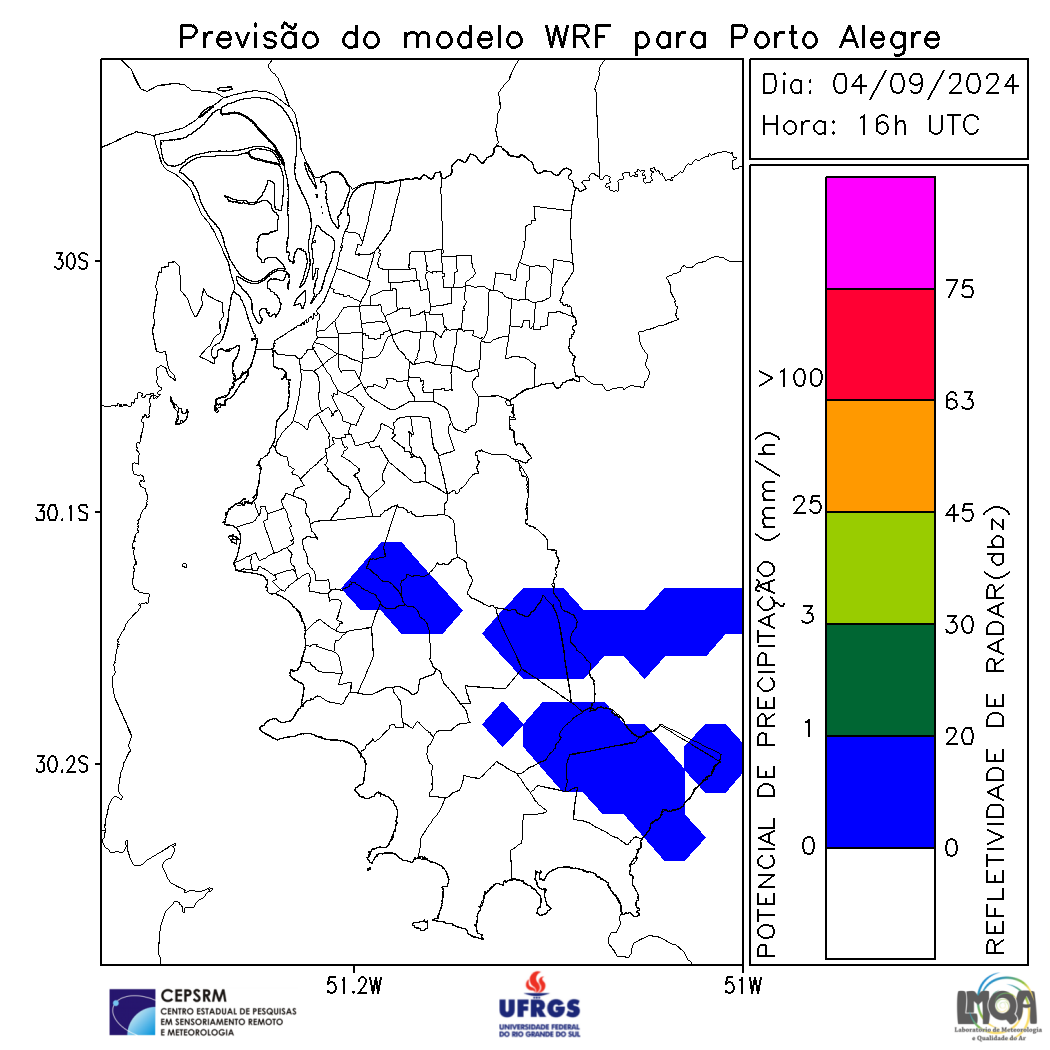 Previsão do modelo WRF para Porto Alegre
Dia: 04/09/2024
Hora: 16h UTC
30S
30.1S
30.2S
51.2W
51W
POTENCIAL DE PRECIPITAÇÃO (mm/h)
>100
25
3
1
0
75
63
45
30
20
0
REFLETIVIDADE DE RADAR(dbz)
CEPSRM
CENTRO ESTADUAL DE PESQUISAS
EM SENSORIAMENTO REMOTO
E METEOROLOGIA
UFRGS
UNIVERSIDADE FEDERAL
DO RIO GRANDE DO SUL
LMQA
Laboratório de Meteorologia
e Qualidade do Ar